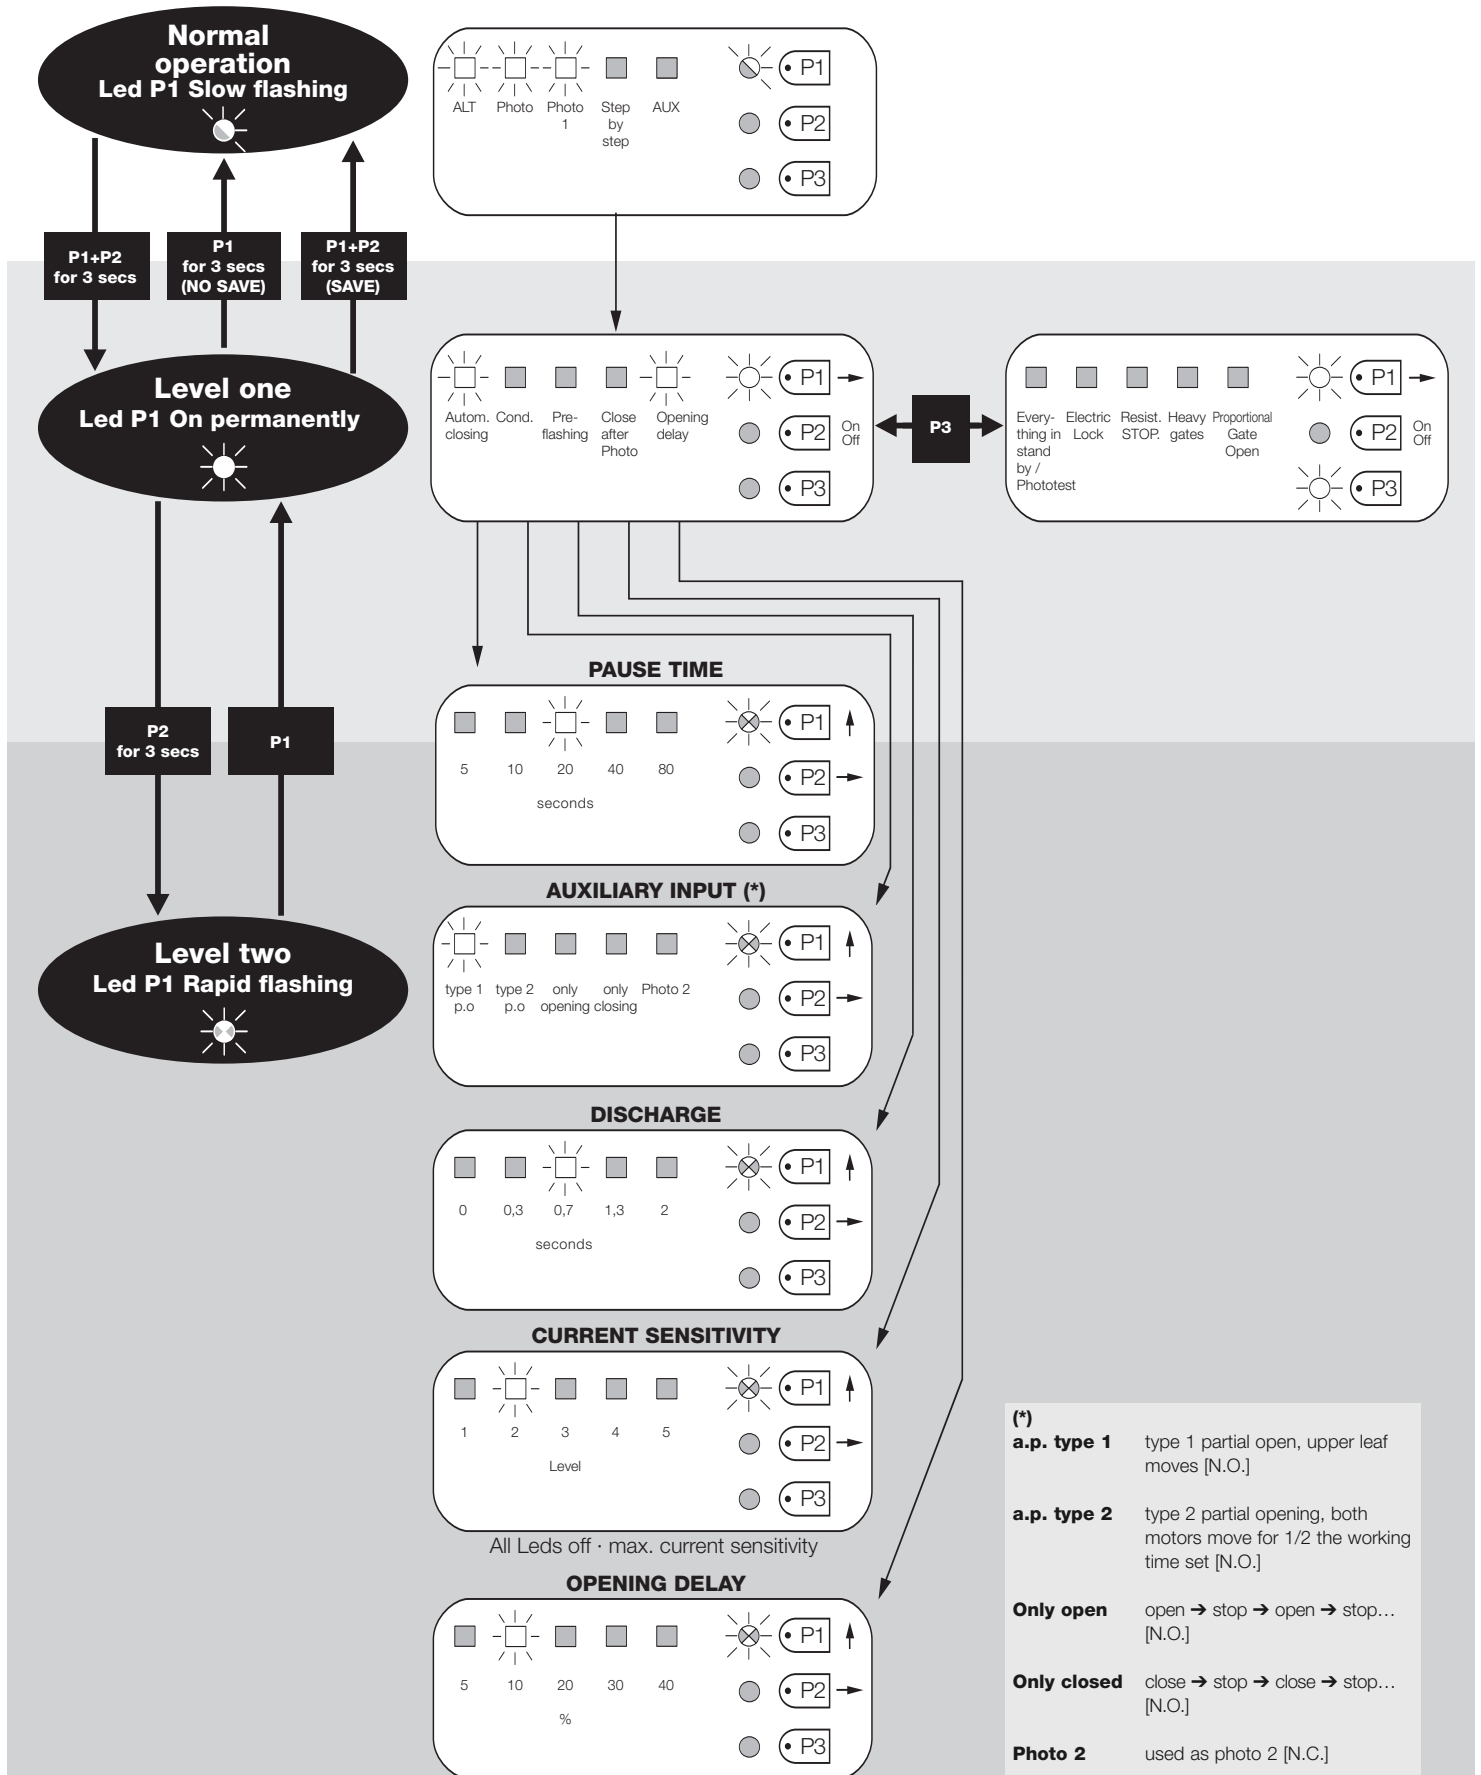 Normal
operation
Led P1 Slow flashing
ALT Photo Photo 1 Step by step AUX
P1
P2
P3
P1+P2
for 3 secs
P1
for 3 secs
(NO SAVE)
P1+P2
for 3 secs
(SAVE)
Level one
Led P1 On permanently
Autom. closing Cond. Pre-flashing Close after Photo Opening delay
P1
P2 On Off
P3
P3
Every-thing in stand by / Phototest Electric Lock Resist. STOP. Heavy gates Proportional Gate Open
P1
P2 On Off
P3
P2
for 3 secs
P1
Level two
Led P1 Rapid flashing
PAUSE TIME
5 10 20 40 80
seconds
P1
P2
P3
AUXILIARY INPUT (*)
type 1 p.o type 2 p.o only opening only closing Photo 2
P1
P2
P3
DISCHARGE
0 0,3 0,7 1,3 2
seconds
P1
P2
P3
CURRENT SENSITIVITY
1 2 3 4 5
Level
P1
P2
P3
All Leds off · max. current sensitivity
OPENING DELAY
5 10 20 30 40
%
P1
P2
P3
(*)
a.p. type 1 type 1 partial open, upper leaf
moves [N.O.]
a.p. type 2 type 2 partial opening, both
motors move for 1/2 the working
time set [N.O.]
Only open open ➔ stop ➔ open ➔ stop…
[N.O.]
Only closed close ➔ stop ➔ close ➔ stop…
[N.O.]
Photo 2 used as photo 2 [N.C.]